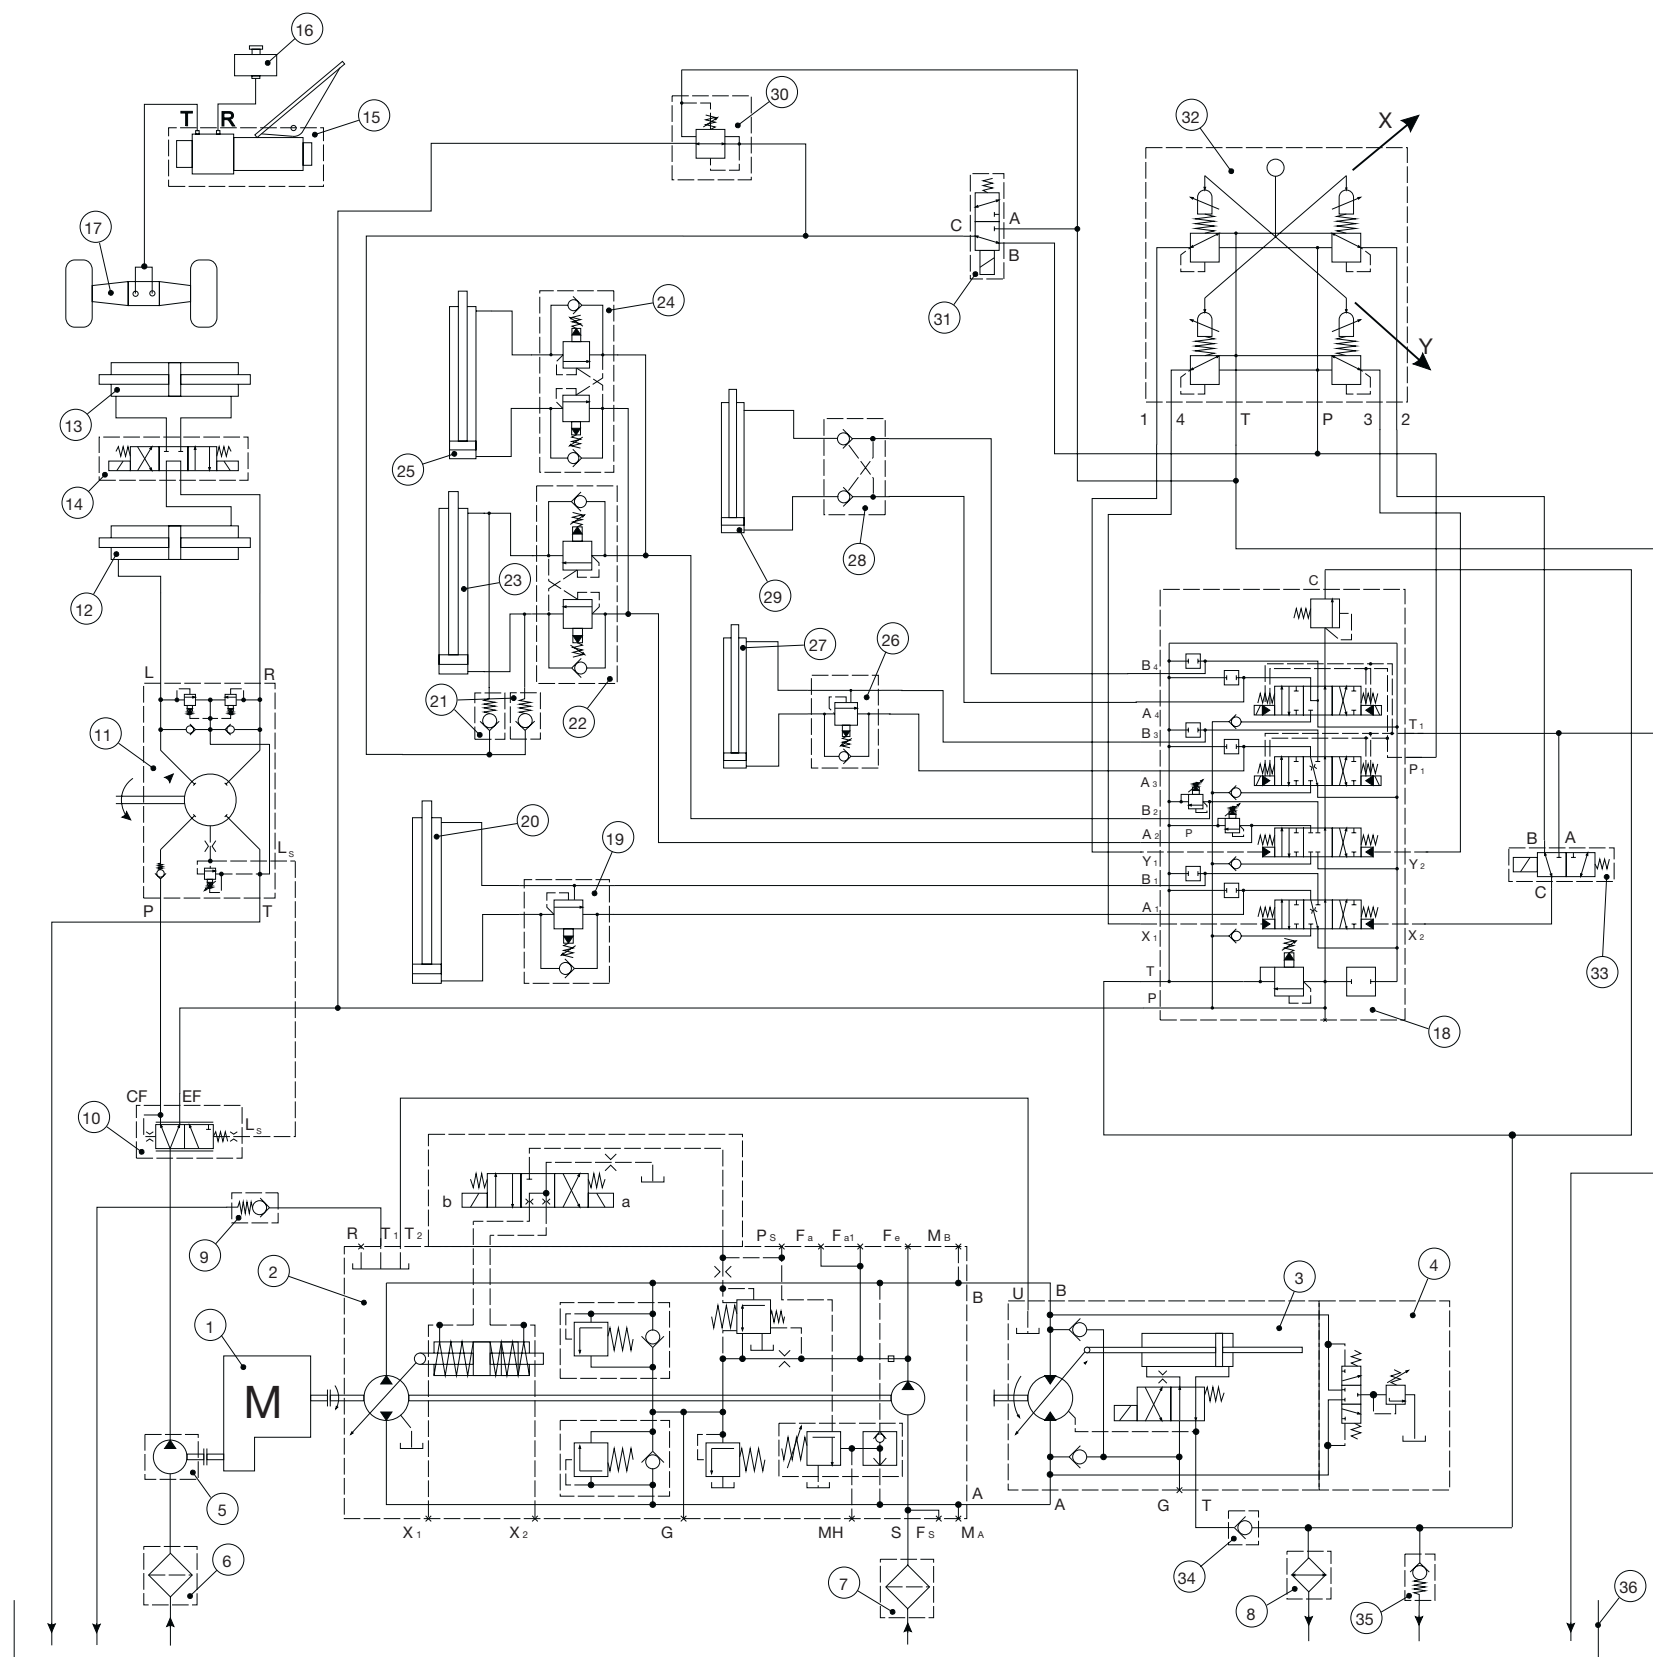 16
T R
15
30
32
X
17
C
A
B
24
31
Y
13
1 4 T P 3 2
25
14
28
23
29
12
C
27
26
L R
B4
21
22
A4
T1
B3
11
P1
A3
B2
20
A2
P
19
B
A
Y1
Y2
LS
B1
C
A1
P T
X1
X2
33
T
P
18
CF EF
10
LS
b a
9
R T1 T2
PS Fa Fa1 Fe MB
2
3
4
U B
B
1
M
5
A
A
G T
X1 X2 G MH S FS MA
6
7
34
8
35
36